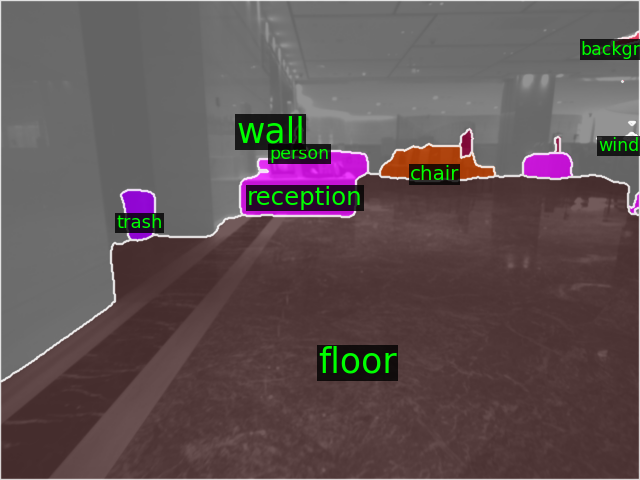 backgr
wall
wind
person
chair
reception
trash
floor